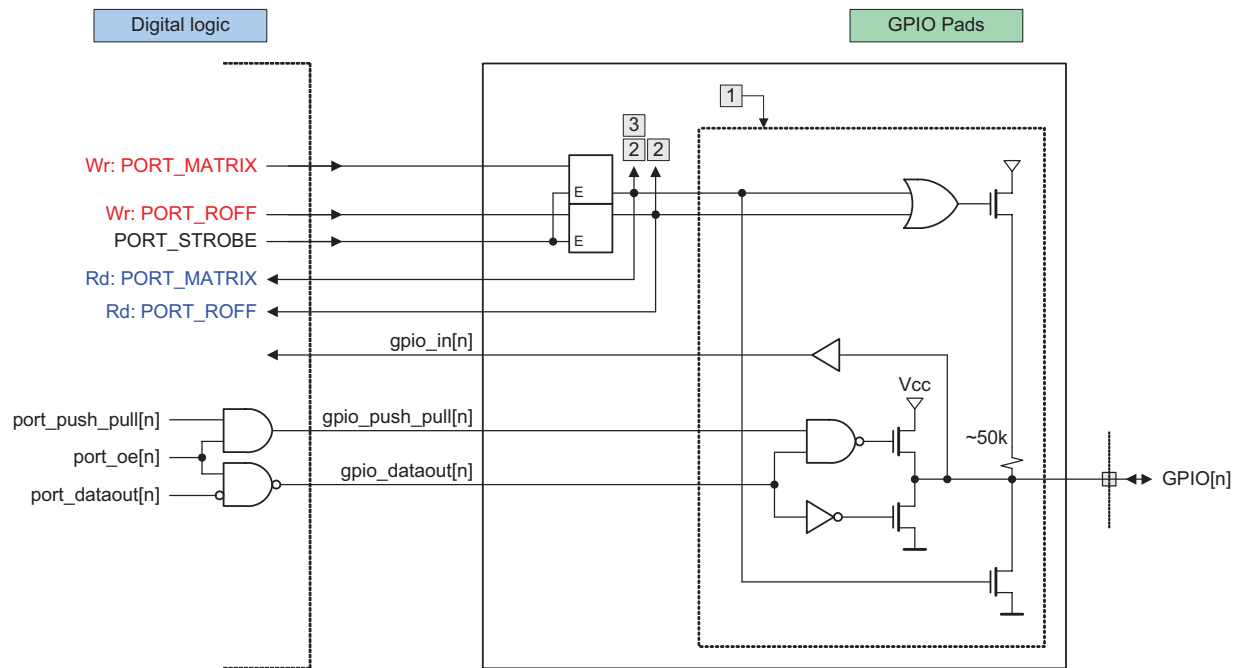 Digital logic
GPIO Pads
1
3
2
2
Wr: PORT_MATRIX
E
Wr: PORT_ROFF
PORT_STROBE
E
Rd: PORT_MATRIX
Rd: PORT_ROFF
gpio_in[n]
Vcc
port_push_pull[n]
gpio_push_pull[n]
~50k
port_oe[n]
gpio_dataout[n]
GPIO[n]
port_dataout[n]